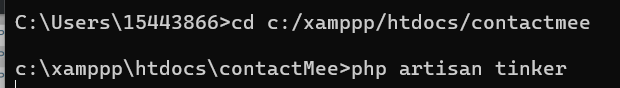 C:\Users\15443866>cd c:/xamppp/htdocs/contactmee
c:\xamppp\htdocs\contactMee>php artisan tinker